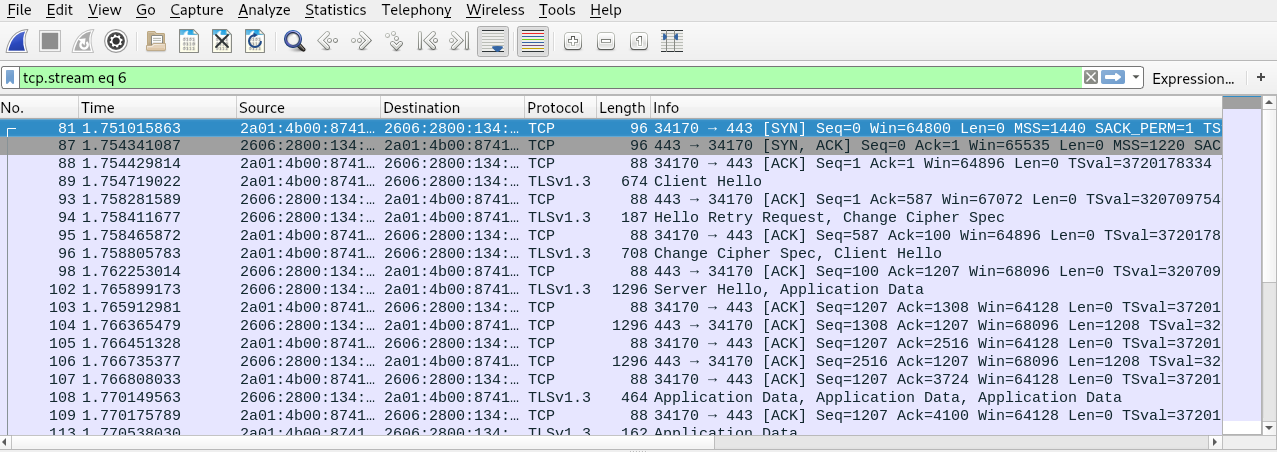 File Edit View Go Capture Analyze Statistics Telephony Wireless Tools Help
tcp.stream eq 6 Expression… +
No. Time Source Destination Protocol Length Info
81 1.751015863 2a01:4b00:8741… 2606:2800:134:… TCP 96 34170 → 443 [SYN] Seq=0 Win=64800 Len=0 MSS=1440 SACK_PERM=1 TS
87 1.754341087 2606:2800:134:… 2a01:4b00:8741… TCP 96 443 → 34170 [SYN, ACK] Seq=0 Ack=1 Win=65535 Len=0 MSS=1220 SAC
88 1.754429814 2a01:4b00:8741… 2606:2800:134:… TCP 88 34170 → 443 [ACK] Seq=1 Ack=1 Win=64896 Len=0 TSval=3720178334
89 1.754719022 2a01:4b00:8741… 2606:2800:134:… TLSv1.3 674 Client Hello
93 1.758281589 2606:2800:134:… 2a01:4b00:8741… TCP 88 443 → 34170 [ACK] Seq=1 Ack=587 Win=67072 Len=0 TSval=320709754
94 1.758411677 2606:2800:134:… 2a01:4b00:8741… TLSv1.3 187 Hello Retry Request, Change Cipher Spec
95 1.758465872 2a01:4b00:8741… 2606:2800:134:… TCP 88 34170 → 443 [ACK] Seq=587 Ack=100 Win=64896 Len=0 TSval=3720178
96 1.758805783 2a01:4b00:8741… 2606:2800:134:… TLSv1.3 708 Change Cipher Spec, Client Hello
98 1.762253014 2606:2800:134:… 2a01:4b00:8741… TCP 88 443 → 34170 [ACK] Seq=100 Ack=1207 Win=68096 Len=0 TSval=320709
102 1.765899173 2606:2800:134:… 2a01:4b00:8741… TLSv1.3 1296 Server Hello, Application Data
103 1.765912981 2a01:4b00:8741… 2606:2800:134:… TCP 88 34170 → 443 [ACK] Seq=1207 Ack=1308 Win=64128 Len=0 TSval=37201
104 1.766365479 2606:2800:134:… 2a01:4b00:8741… TCP 1296 443 → 34170 [ACK] Seq=1308 Ack=1207 Win=68096 Len=1208 TSval=32
105 1.766451328 2a01:4b00:8741… 2606:2800:134:… TCP 88 34170 → 443 [ACK] Seq=1207 Ack=2516 Win=64128 Len=0 TSval=37201
106 1.766735377 2606:2800:134:… 2a01:4b00:8741… TCP 1296 443 → 34170 [ACK] Seq=2516 Ack=1207 Win=68096 Len=1208 TSval=32
107 1.766808033 2a01:4b00:8741… 2606:2800:134:… TCP 88 34170 → 443 [ACK] Seq=1207 Ack=3724 Win=64128 Len=0 TSval=37201
108 1.770149563 2606:2800:134:… 2a01:4b00:8741… TLSv1.3 464 Application Data, Application Data, Application Data
109 1.770175789 2a01:4b00:8741… 2606:2800:134:… TCP 88 34170 → 443 [ACK] Seq=1207 Ack=4100 Win=64128 Len=0 TSval=37201
113 1.770538030 2a01:4b00:8741… 2606:2800:134:… TLSv1.3 162 Application Data